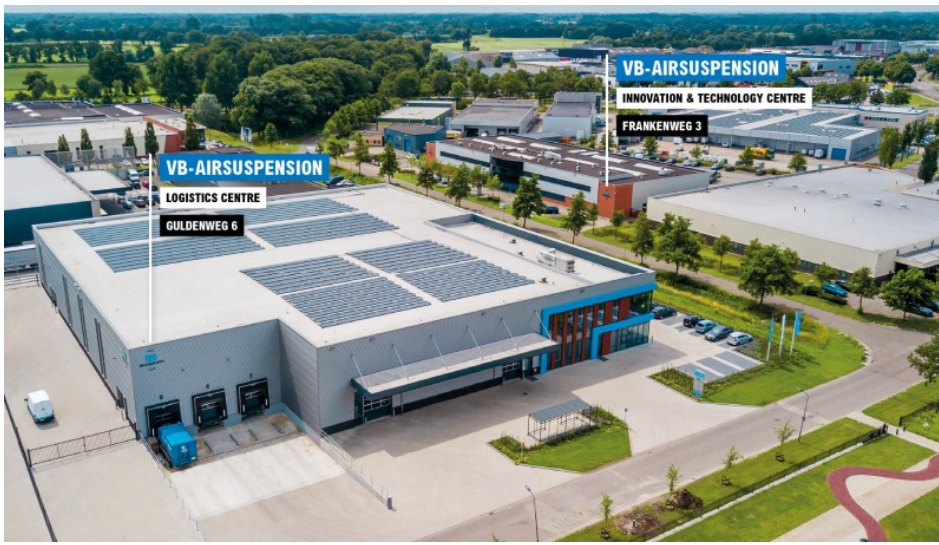 VB-AIRSUSPENSION
INNOVATION & TECHNOLOGY CENTRE
FRANKENWEG 3
VB-AIRSUSPENSION
LOGISTICS CENTRE
GULDENWEG 6